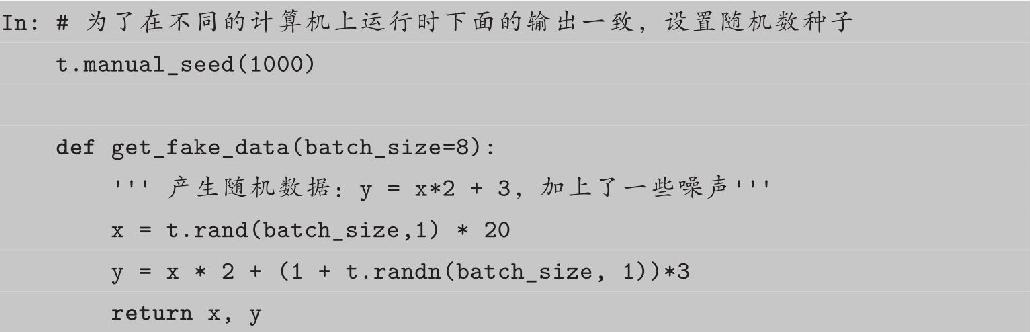 In: # 为了在不同的计算机上运行时下面的输出一致，设置随机数种子
t.manual_seed(1000)
def get_fake_data(batch_size=8):
''' 产生随机数据：y = x*2 + 3，加上了一些噪声'''
x = t.rand(batch_size,1) * 20
y = x * 2 + (1 + t.randn(batch_size, 1))*3
return x, y